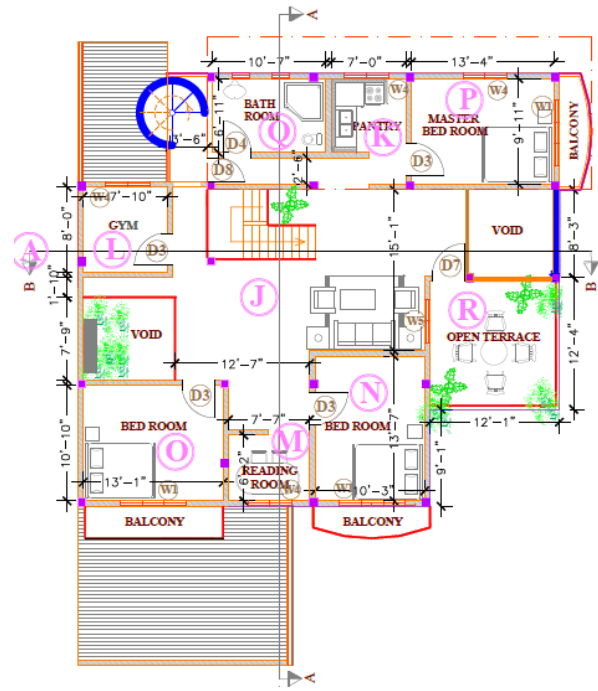 A
10'-7"
7'-0"
13'-4"
BATH
ROOM
Q
6'-11"
3'-6"
D4
D8
2'-6"
PANTRY
K
W4
P
W4
MASTER
BED ROOM
W1
9'-11"
D3
BALCONY
W4
7'-10"
GYM
L
D3
8'-0"
A
B
1'-10"
15'-1"
VOID
8'-3"
B
J
D7
R
OPEN TERRACE
W5
12'-4"
VOID
7'-9"
12'-7"
D3
7'-7"
N
D3
12'-1"
BED ROOM
O
M
BED ROOM
13'-7"
10'-10"
13'-1"
READING
ROOM
6'-2"
W1
W4
W1
10'-3"
9'-1"
BALCONY
BALCONY
A